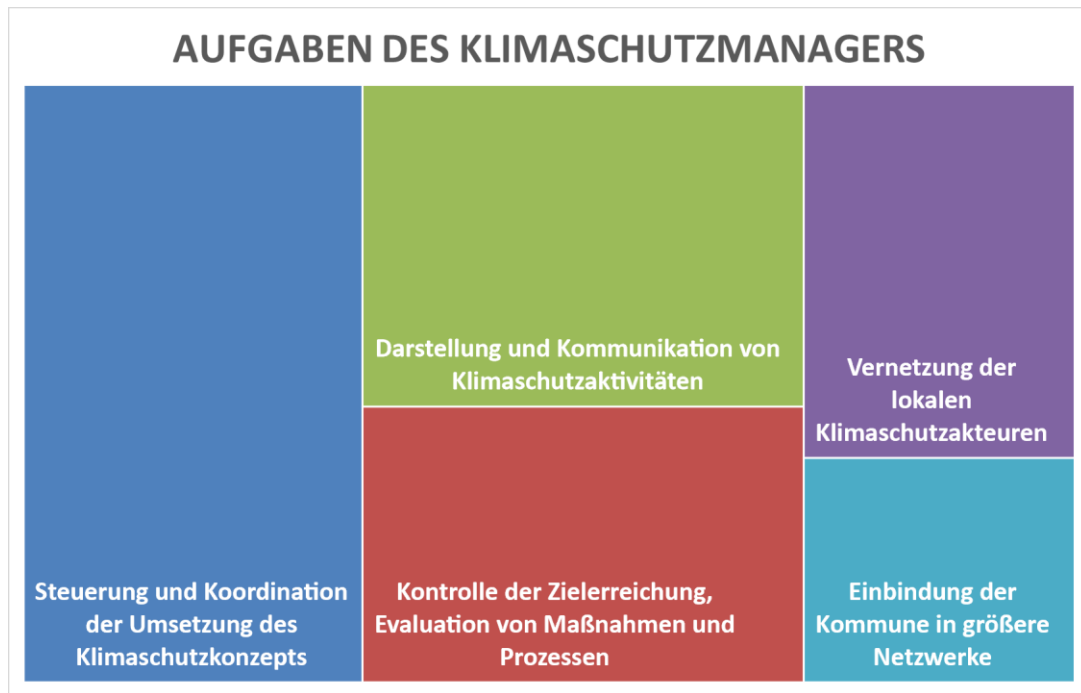 AUFGABEN DES KLIMASCHUTZMANAGERS
Steuerung und Koordination
der Umsetzung des
Klimaschutzkonzepts
Darstellung und Kommunikation von
Klimaschutzaktivitäten
Kontrolle der Zielerreichung,
Evaluation von Maßnahmen und
Prozessen
Vernetzung der
lokalen
Klimaschutzakteuren
Einbindung der
Kommune in größere
Netzwerke